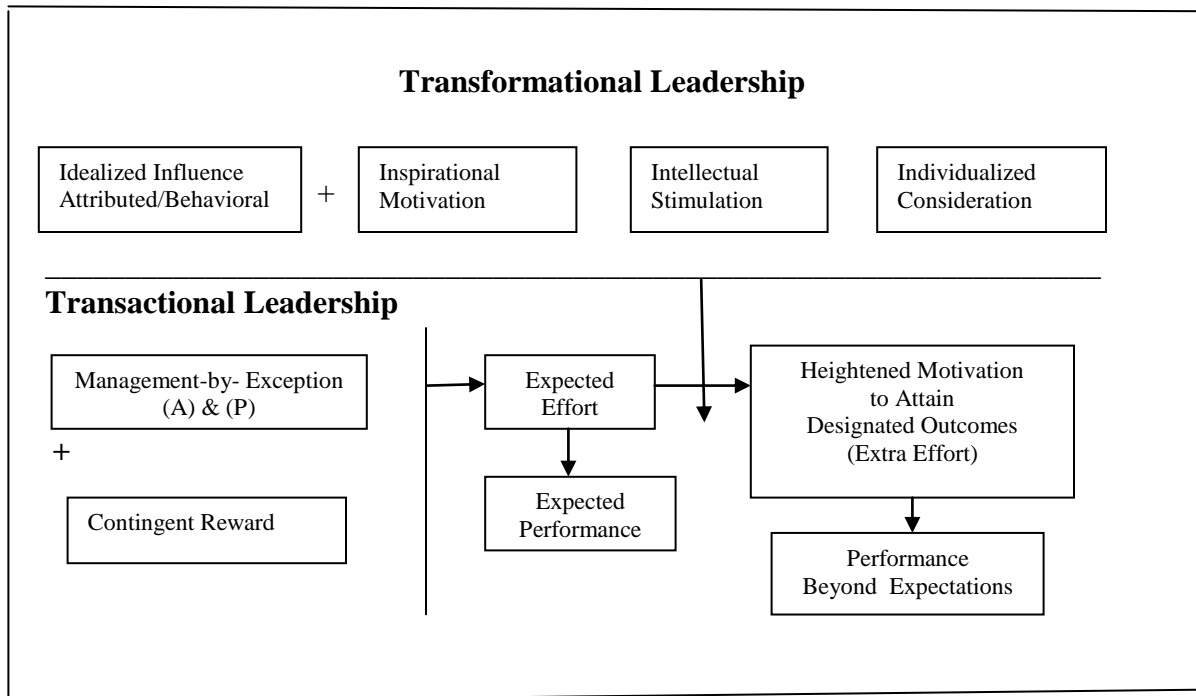 Transformational Leadership
Idealized Influence
Attributed/Behavioral
+
Inspirational
Motivation
Intellectual
Stimulation
Individualized
Consideration
Transactional Leadership
Management-by- Exception
(A) & (P)
+
Contingent Reward
Expected
Effort
Expected
Performance
Heightened Motivation
to Attain
Designated Outcomes
(Extra Effort)
Performance
Beyond Expectations